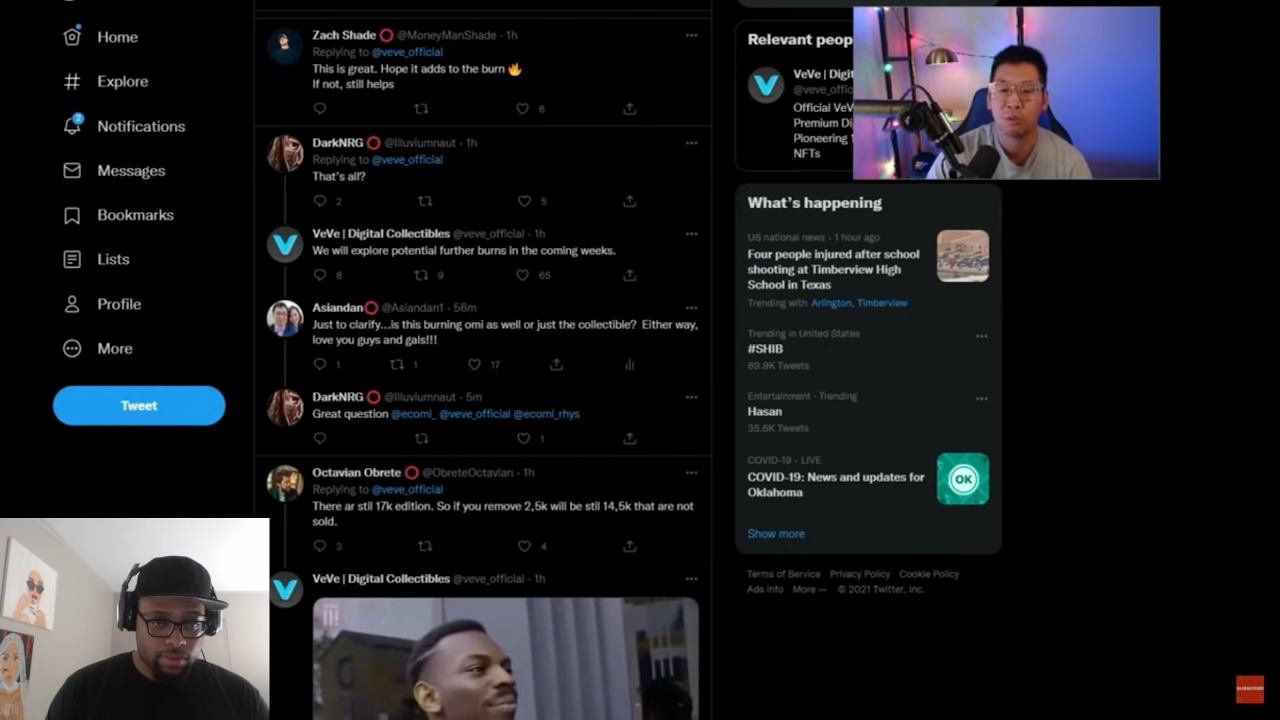 Home
Explore
2
Notifications
Messages
Bookmarks
Lists
Profile
More
Tweet
Zach Shade @MoneyManShade · 1h
Replying to @veve_official
This is great. Hope it adds to the burn 🔥
If not, still helps
6
DarkNRG @Illuviumnaut · 1h
Replying to @veve_official
That's all?
2 5
VeVe | Digital Collectibles @veve_official · 1h
We will explore potential further burns in the coming weeks.
8 9 65
Asiandan @Asiandan1 · 56m
Just to clarify...is this burning omi as well or just the collectible? Either way,
love you guys and gals!!!
1 1 17
DarkNRG @Illuviumnaut · 5m
Great question @ecomi_ @veve_official @ecomi_rhys
1
Octavian Obrete @ObreteOctavian · 1h
Replying to @veve_official
There ar stil 17k edition. So if you remove 2,5k will be stil 14,5k that are not
sold.
3 4
VeVe | Digital Collectibles @veve_official · 1h
Relevant peop
VeVe | Digit
@veve_offic
Official VeV
Premium Di
Pioneering 1
NFTs
What's happening
US national news · 1 hour ago
Four people injured after school
shooting at Timberview High
School in Texas
Trending with Arlington, Timberview
Trending in United States
#SHIB
89.9K Tweets
Entertainment · Trending
Hasan
35.6K Tweets
COVID-19 · LIVE
COVID-19: News and updates for
Oklahoma
OK
Show more
Terms of Service Privacy Policy Cookie Policy
Ads info More ··· © 2021 Twitter, Inc.
SUBSCRIBE